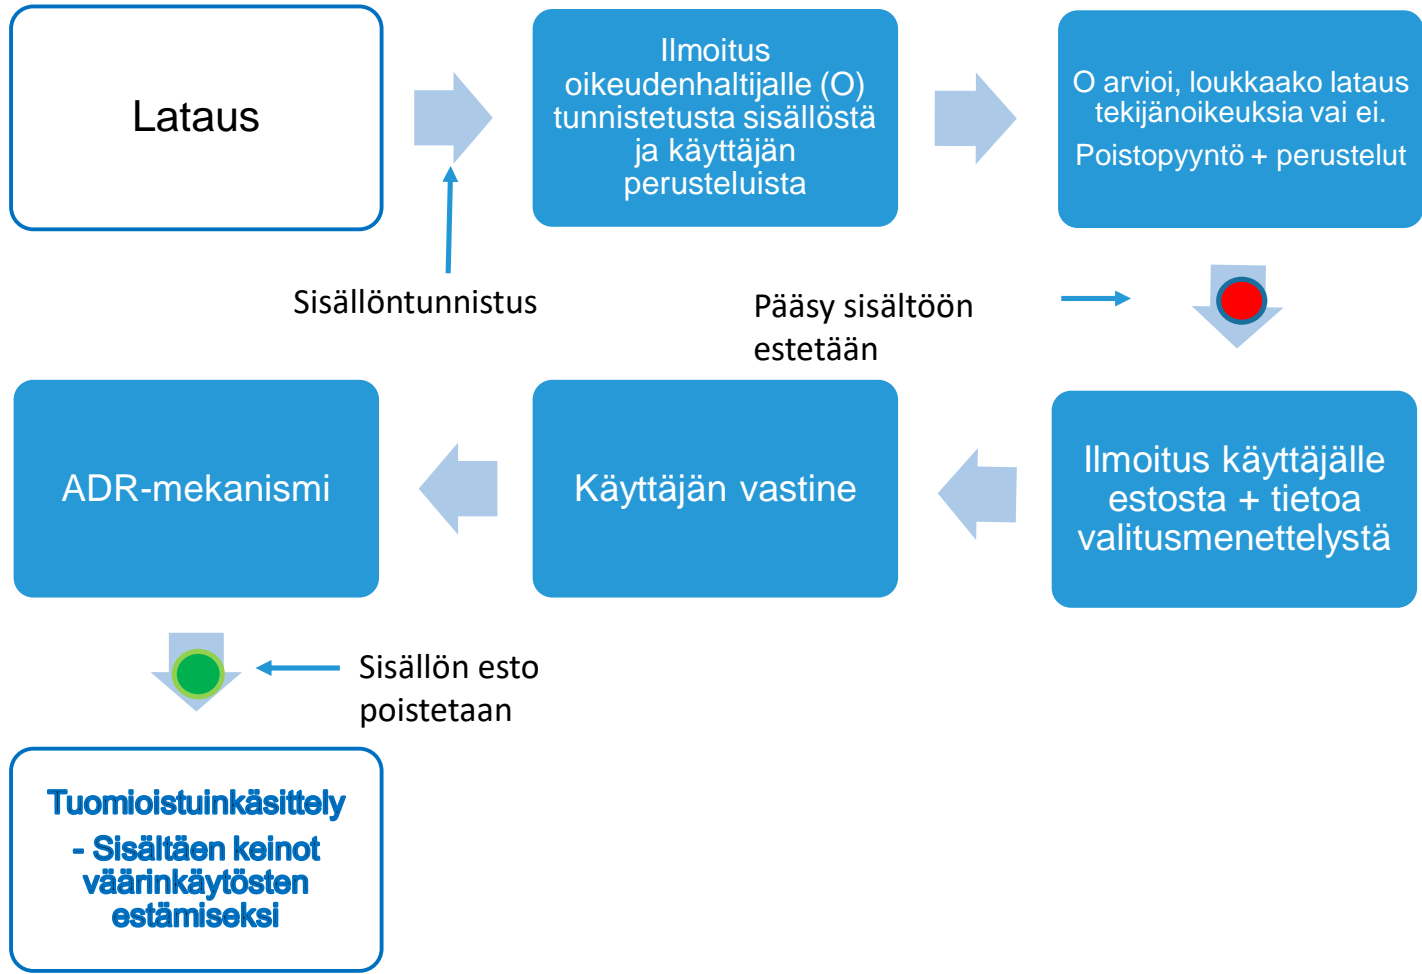 Lataus
Ilmoitus
oikeudenhaltijalle (O)
tunnistetusta sisällöstä
ja käyttäjän
perusteluista
O arvioi, loukkaako lataus
tekijänoikeuksia vai ei.
Poistopyyntö + perustelut
Sisällöntunnistus
Pääsy sisältöön
estetään
Ilmoitus käyttäjälle
estosta + tietoa
valitusmenettelystä
Käyttäjän vastine
ADR-mekanismi
Sisällön esto
poistetaan
Tuomioistuinkäsittely
- Sisältäen keinot
väärinkäytösten
estämiseksi